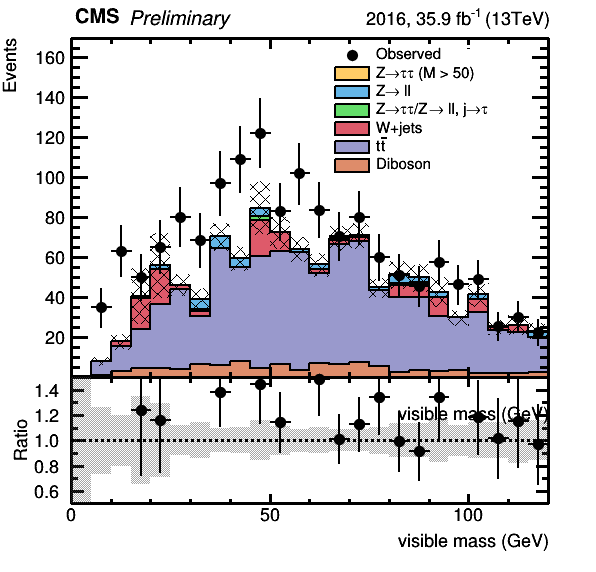 CMS Preliminary 2016, 35.9 fb⁻¹ (13TeV)
Events
160
140
120
100
80
60
40
20
Observed
Z→ττ (M > 50)
Z→ ll
Z→ττ/Z→ ll, j→τ
W+jets
tt̄
Diboson
visible mass (GeV)
Ratio
1.4
1.2
1.0
0.8
0.6
0 50 100
visible mass (GeV)